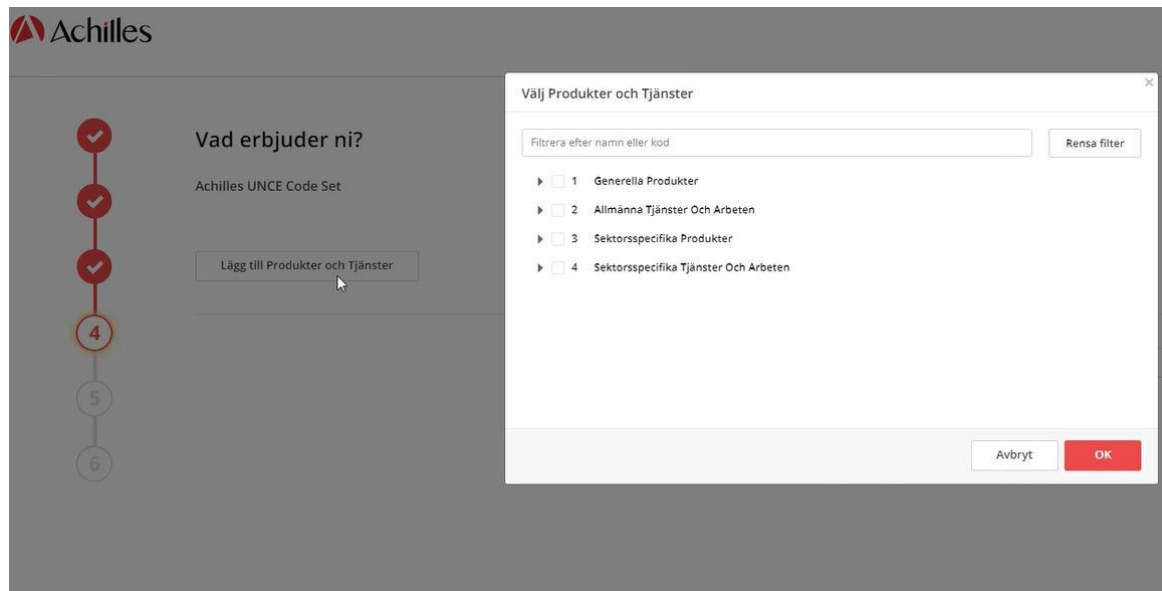 Achilles
Vad erbjuder ni?
Achilles UNCE Code Set
Lägg till Produkter och Tjänster
4
5
6
Välj Produkter och Tjänster
×
Filtrera efter namn eller kod
Rensa filter
1 Generella Produkter
2 Allmänna Tjänster Och Arbeten
3 Sektorsspecifika Produkter
4 Sektorsspecifika Tjänster Och Arbeten
Avbryt
OK